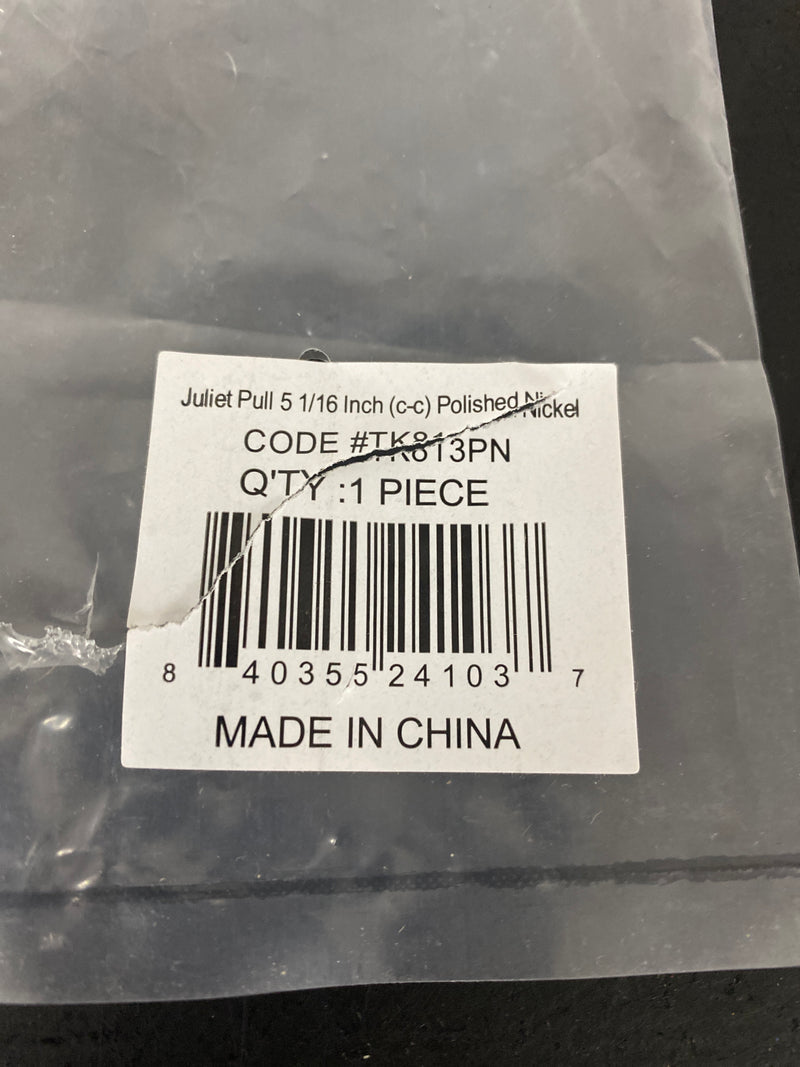 Juliet Pull 5 1/16 Inch (c-c) Polished Nickel
CODE #TK813PN
Q'TY :1 PIECE
8 40355 24103 7
MADE IN CHINA